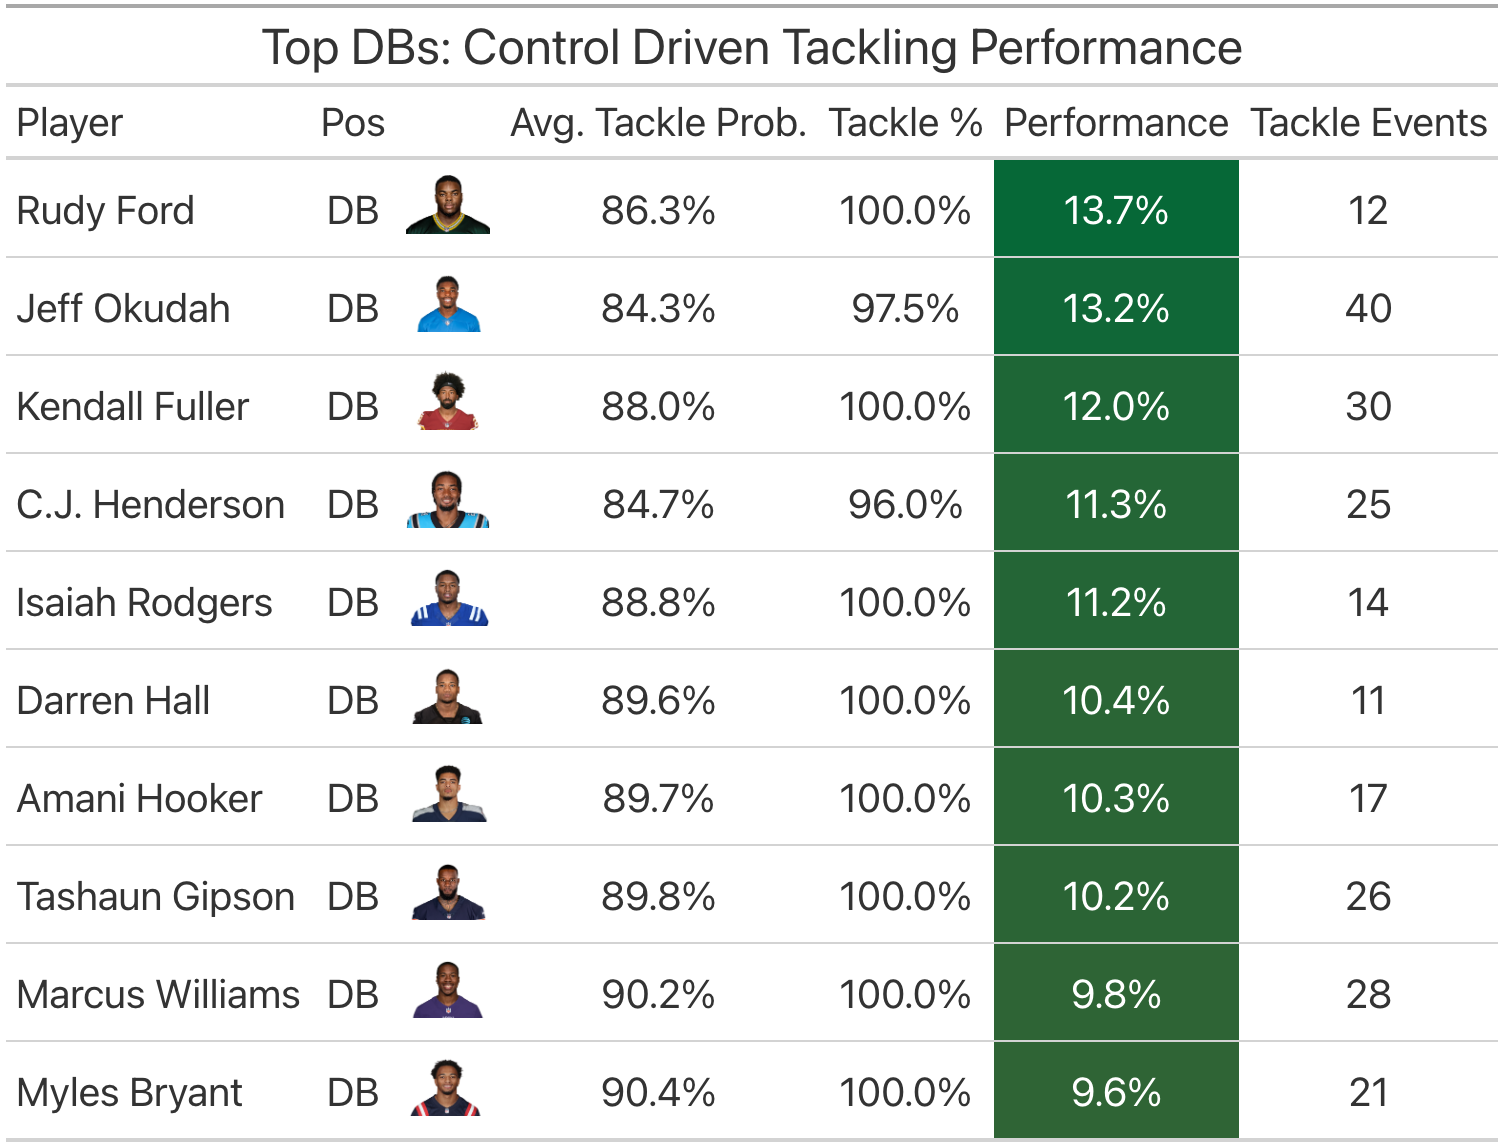 Top DBs: Control Driven Tackling Performance
Player Pos Avg. Tackle Prob. Tackle % Performance Tackle Events
Rudy Ford DB 86.3% 100.0% 13.7% 12
Jeff Okudah DB 84.3% 97.5% 13.2% 40
Kendall Fuller DB 88.0% 100.0% 12.0% 30
C.J. Henderson DB 84.7% 96.0% 11.3% 25
Isaiah Rodgers DB 88.8% 100.0% 11.2% 14
Darren Hall DB 89.6% 100.0% 10.4% 11
Amani Hooker DB 89.7% 100.0% 10.3% 17
Tashaun Gipson DB 89.8% 100.0% 10.2% 26
Marcus Williams DB 90.2% 100.0% 9.8% 28
Myles Bryant DB 90.4% 100.0% 9.6% 21